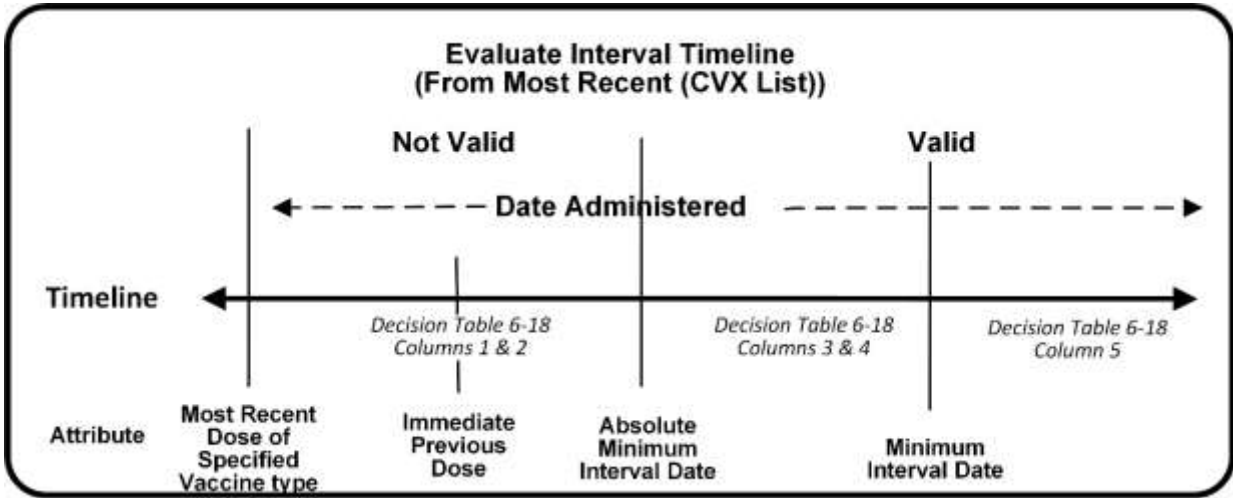 Evaluate Interval Timeline
(From Most Recent (CVX List))
Not Valid
Valid
Date Administered
Timeline
Decision Table 6-18
Columns 1 & 2
Decision Table 6-18
Columns 3 & 4
Decision Table 6-18
Column 5
Attribute
Most Recent
Dose of
Specified
Vaccine type
Immediate
Previous
Dose
Absolute
Minimum
Interval Date
Minimum
Interval Date